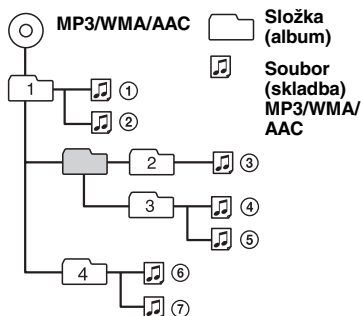 MP3/WMA/AAC
Složka
(album)
Soubor
(skladba)
MP3/WMA/
AAC
1
①
②
2
③
3
④
⑤
4
⑥
⑦